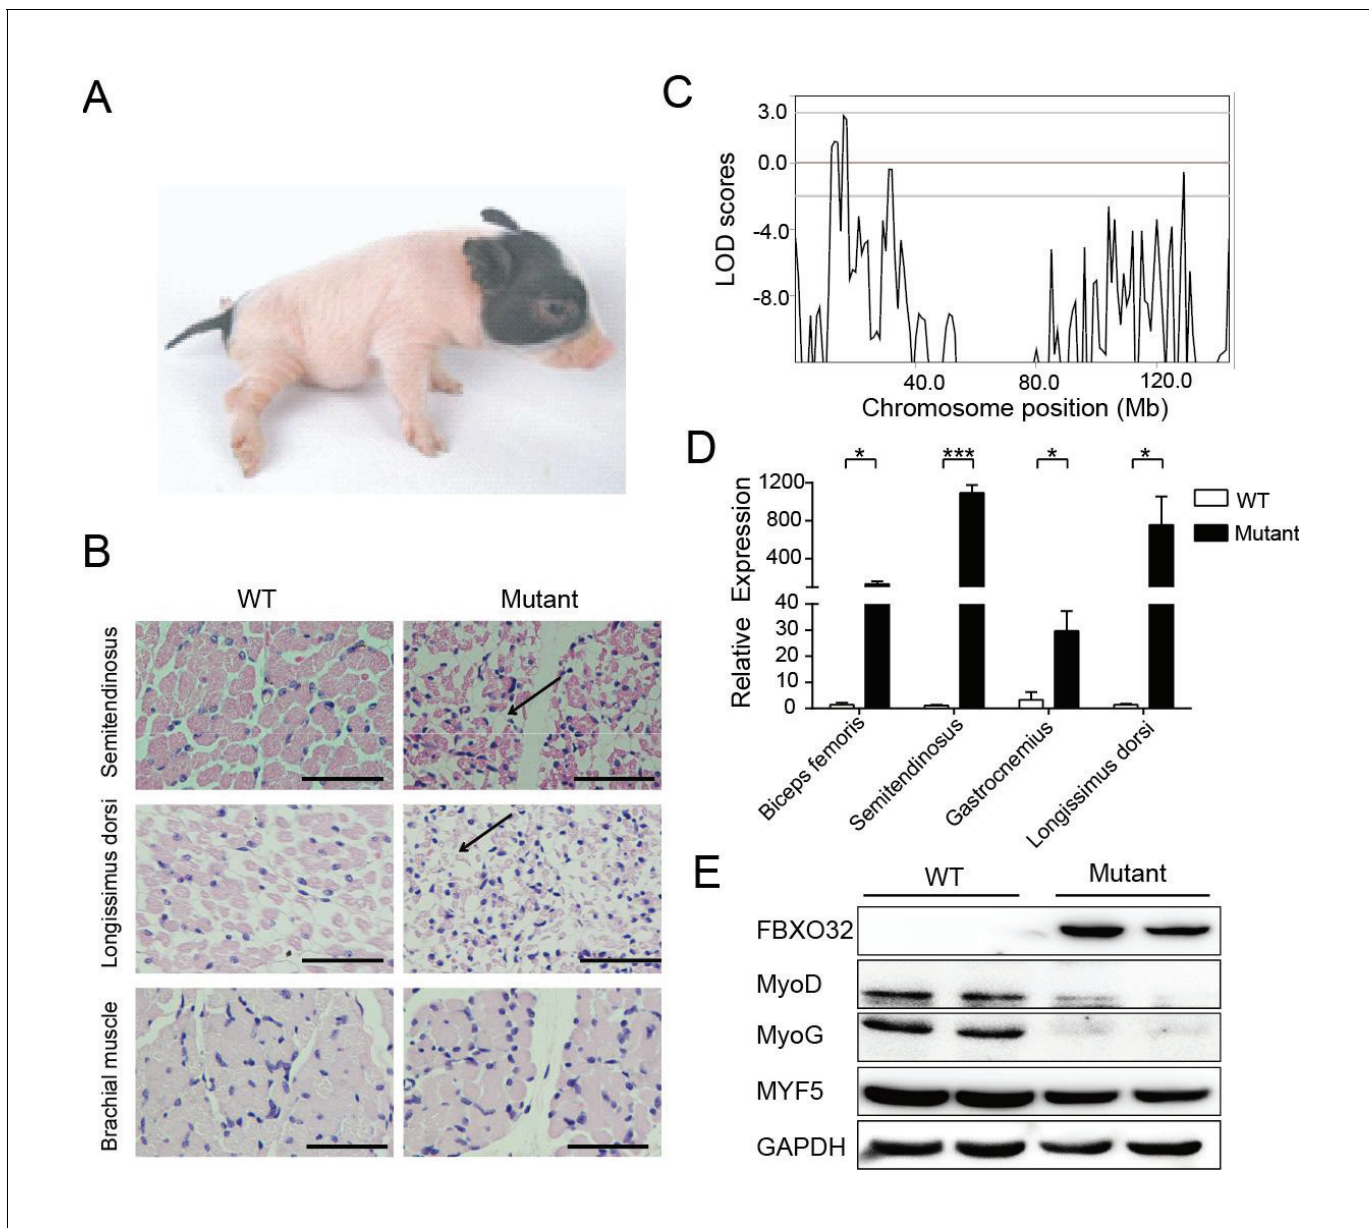 A
C
3.0
0.0
-4.0
-8.0
LOD scores
40.0
80.0
120.0
Chromosome position (Mb)
B
WT
Mutant
Semitendinosus
Longissimus dorsi
Brachial muscle
D
*
***
*
*
1200
800
400
40
30
20
10
0
Relative Expression
WT
Mutant
Biceps femoris
Semitendinosus
Gastrocnemius
Longissimus dorsi
E
WT
Mutant
FBXO32
MyoD
MyoG
MYF5
GAPDH